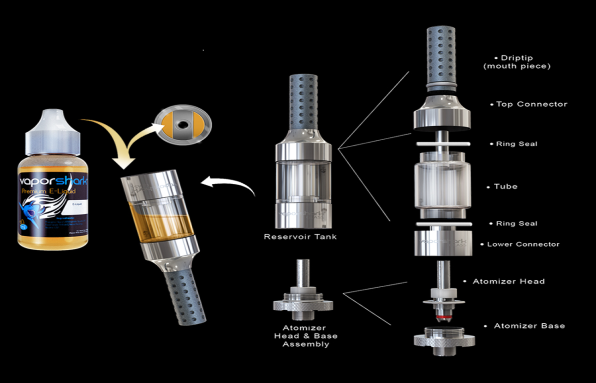 vaporshark
Premium E-Liquid
Reservoir Tank
Atomizer
Head & Base
Assembly
• Driptip
(mouth piece)
• Top Connector
• Ring Seal
• Tube
• Ring Seal
• Lower Connector
• Atomizer Head
• Atomizer Base